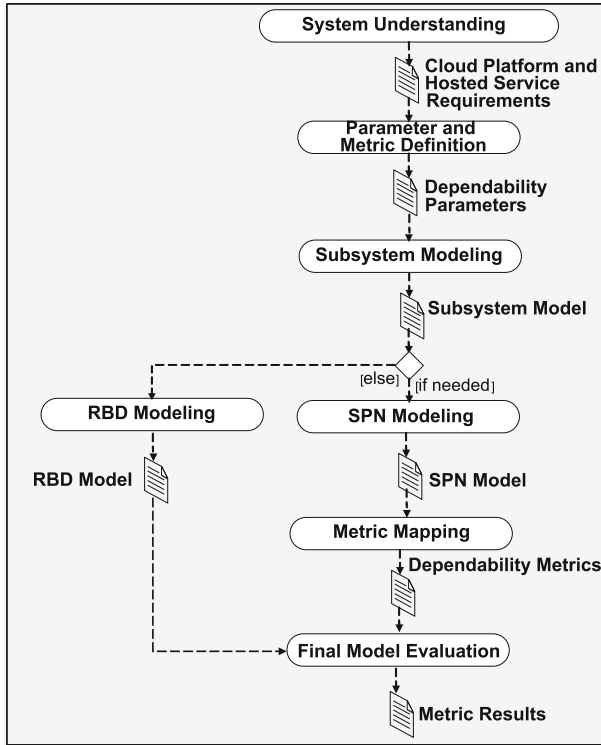 System Understanding
Cloud Platform and
Hosted Service
Requirements
Parameter and
Metric Definition
Dependability
Parameters
Subsystem Modeling
Subsystem Model
[else]
[if needed]
RBD Modeling
SPN Modeling
RBD Model
SPN Model
Metric Mapping
Dependability Metrics
Final Model Evaluation
Metric Results